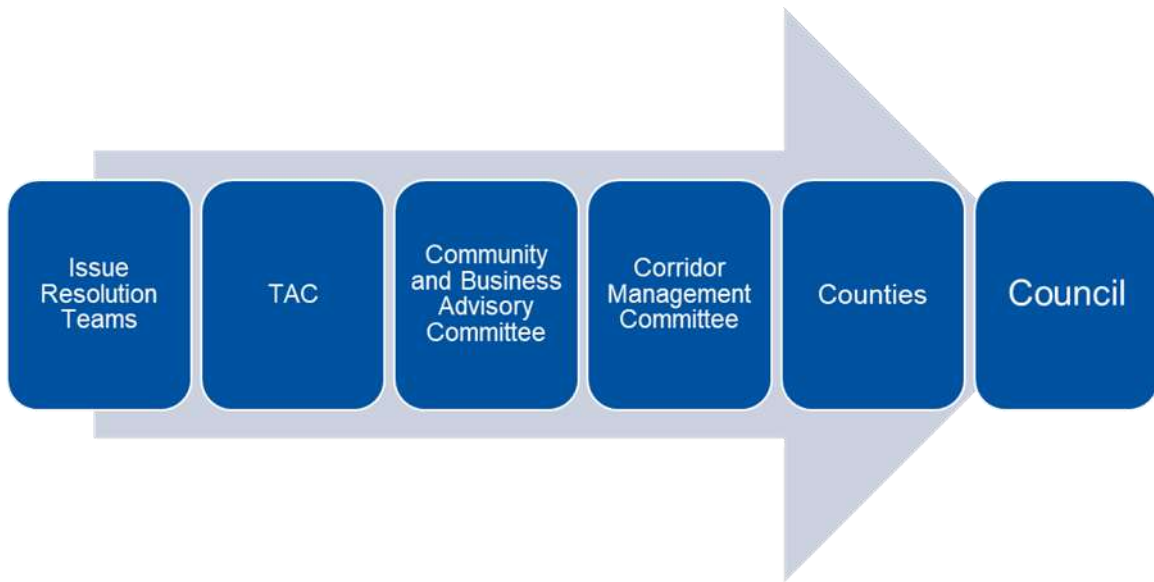 Issue
Resolution
Teams
TAC
Community
and Business
Advisory
Committee
Corridor
Management
Committee
Counties
Council